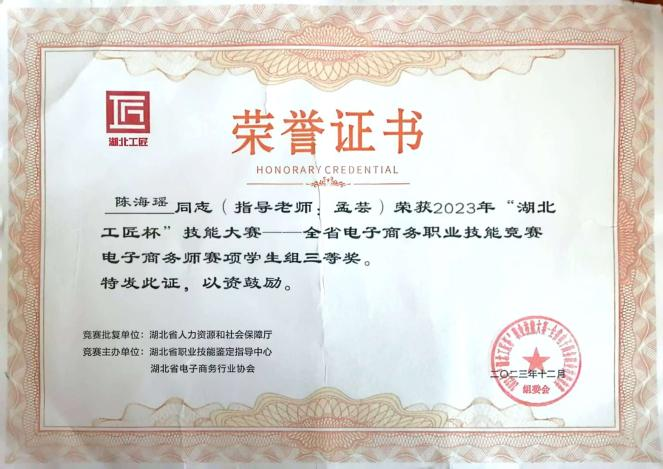 湖北工匠
荣誉证书
HONORARY CREDENTIAL
陈海瑶同志（指导老师：孟芸）荣获2023年“湖北
工匠杯”技能大赛——全省电子商务职业技能竞赛
电子商务师赛项学生组三等奖。
特发此证，以资鼓励。
竞赛批复单位：湖北省人力资源和社会保障厅
竞赛主办单位：湖北省职业技能鉴定指导中心
湖北省电子商务行业协会
二〇二三年十二月
组委会